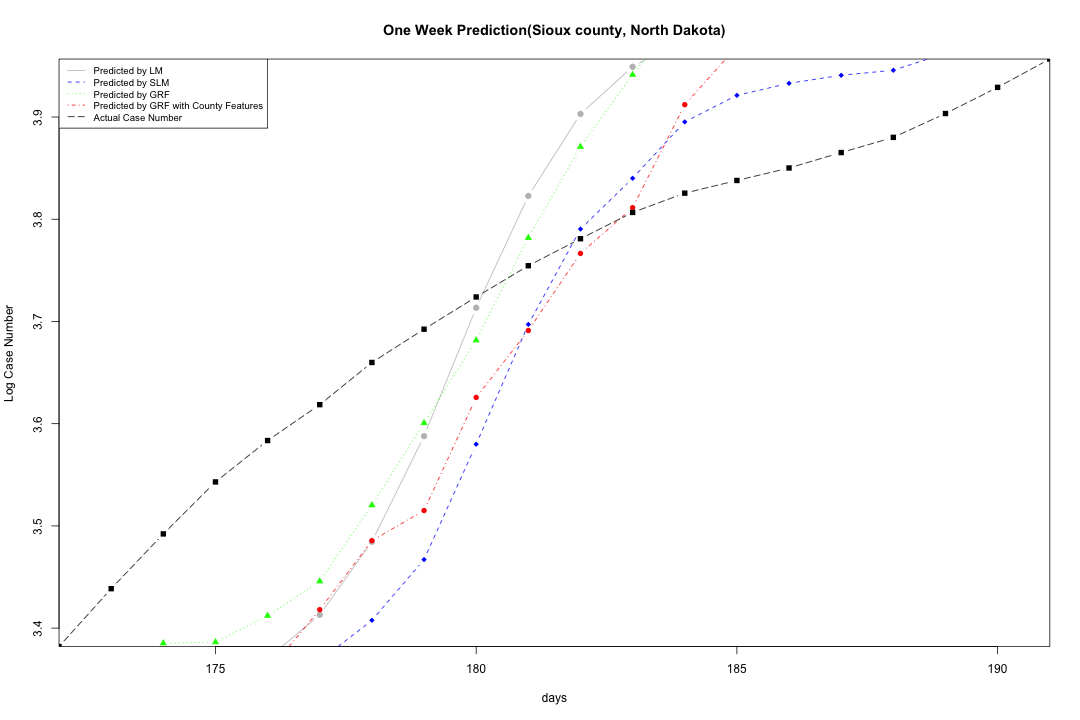 One Week Prediction(Sioux county, North Dakota)
Predicted by LM
Predicted by SLM
Predicted by GRF
Predicted by GRF with County Features
Actual Case Number
3.9
3.8
3.7
3.6
3.5
3.4
Log Case Number
175 180 185 190
days